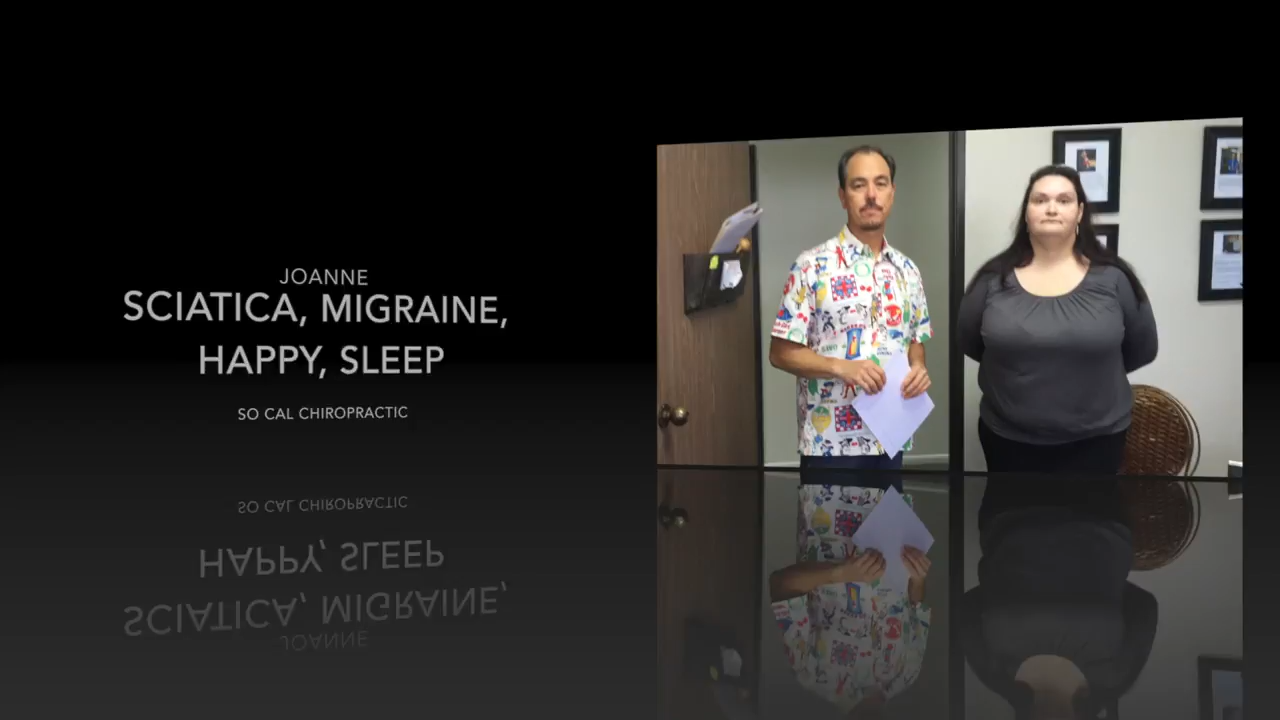 JOANNE
SCIATICA, MIGRAINE,
HAPPY, SLEEP
SO CAL CHIROPRACTIC